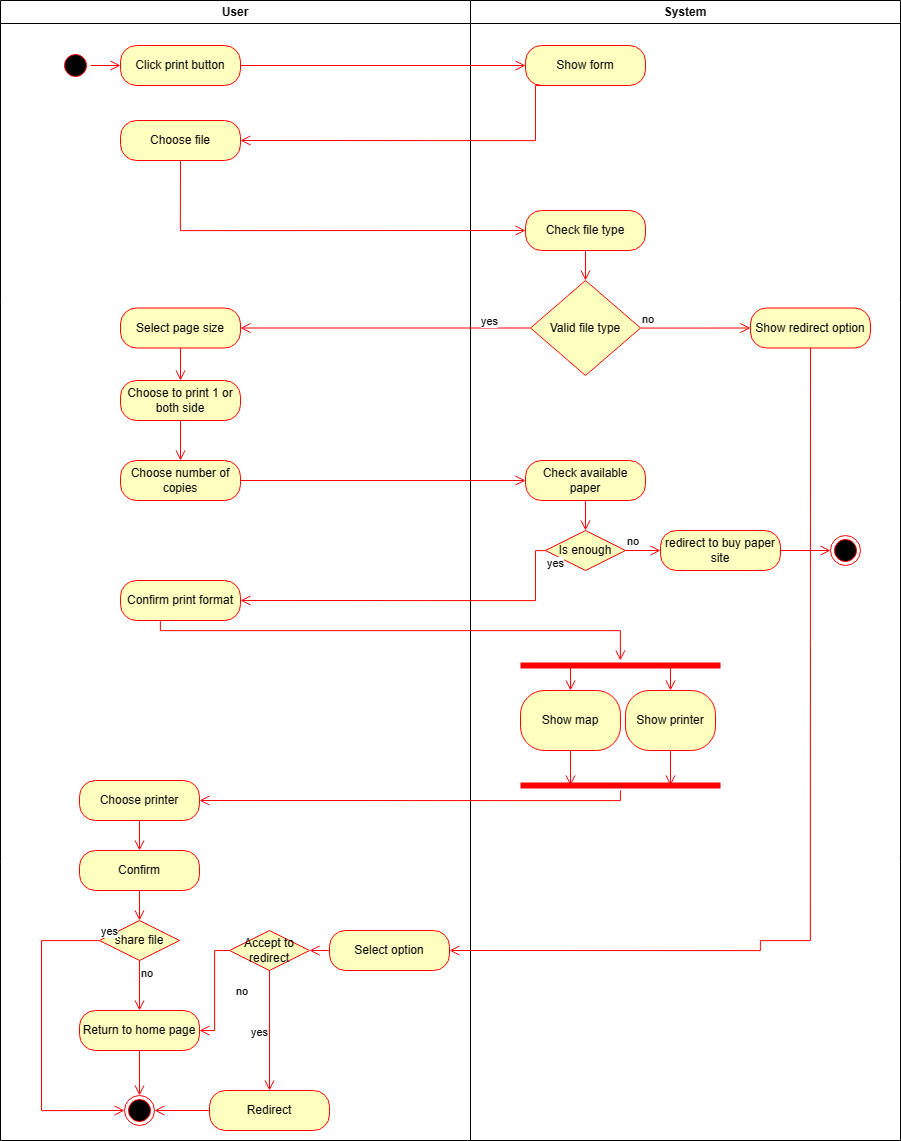 User
System
Click print button
Show form
Choose file
Check file type
Select page size
yes
Valid file type
no
Show redirect option
Choose to print 1 or
both side
Choose number of
copies
Check available
paper
Is enough
no
yes
redirect to buy paper
site
Confirm print format
Show map
Show printer
Choose printer
Confirm
yes
share file
no
Accept to
redirect
Select option
no
yes
Return to home page
Redirect